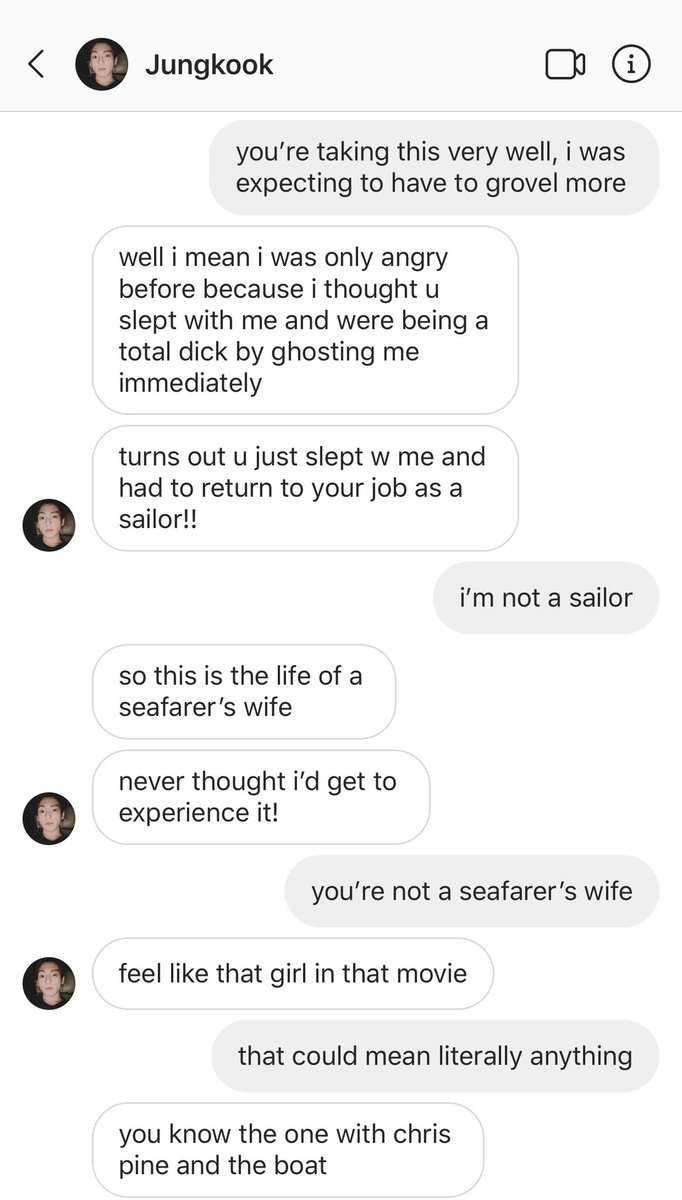 Jungkook
you're taking this very well, i was
expecting to have to grovel more
well i mean i was only angry
before because i thought u
slept with me and were being a
total dick by ghosting me
immediately
turns out u just slept w me and
had to return to your job as a
sailor!!
i'm not a sailor
so this is the life of a
seafarer's wife
never thought i'd get to
experience it!
you're not a seafarer's wife
feel like that girl in that movie
that could mean literally anything
you know the one with chris
pine and the boat